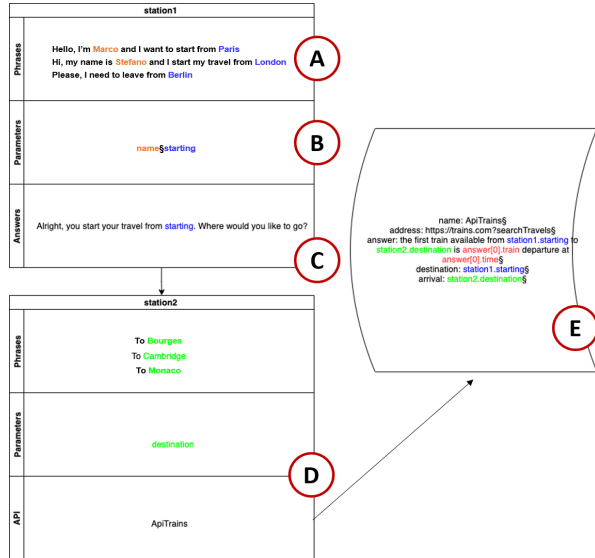 station1
Phrases
Hello, I'm Marco and I want to start from Paris
Hi, my name is Stefano and I start my travel from London
Please, I need to leave from Berlin
A
Parameters
name§starting
B
Answers
Alright, you start your travel from starting. Where would you like to go?
C
station2
Phrases
To Bourges
To Cambridge
To Monaco
Parameters
destination
D
API
ApiTrains
name: ApiTrains§
address: https://trains.com?searchTravels§
answer: the first train available from station1.starting to
station2.destination is answer[0].train departure at
answer[0].time§
destination: station1.starting§
arrival: station2.destination§
E